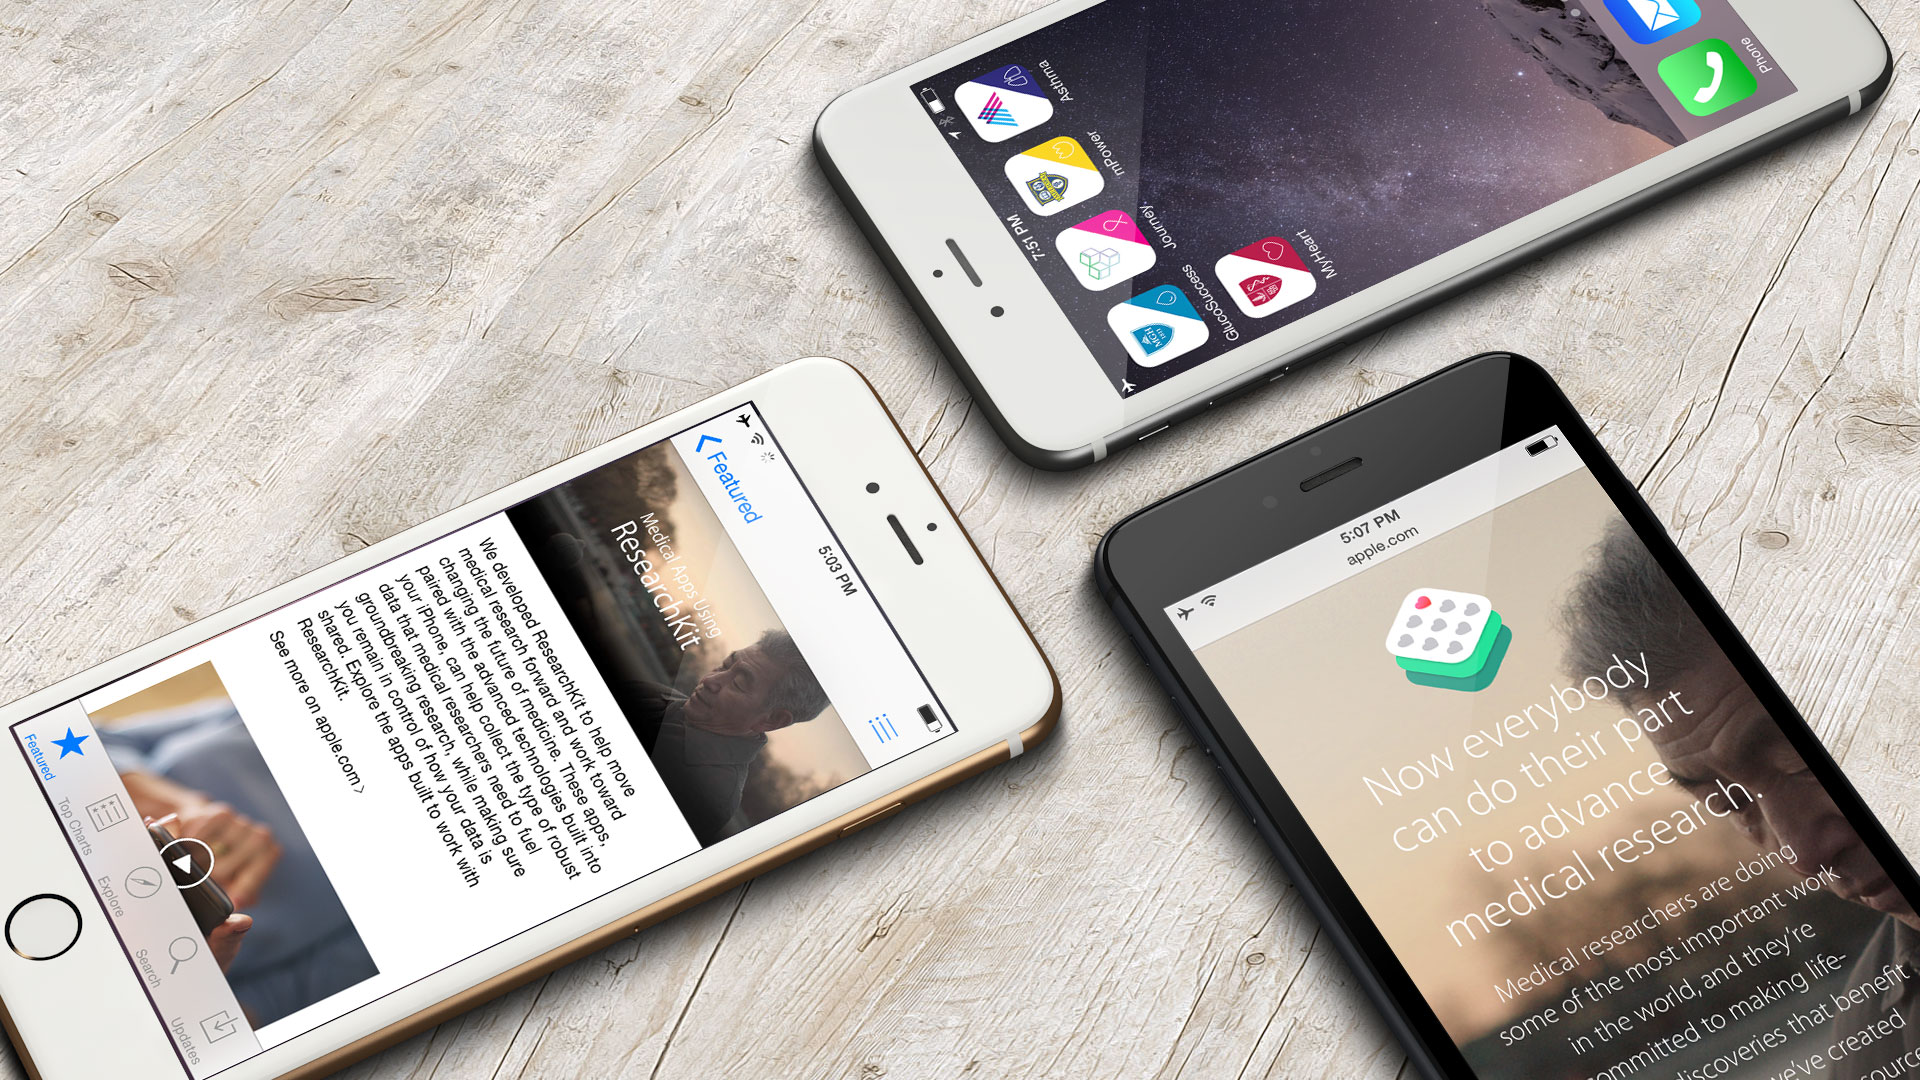 7:51 PM
Asthma
mPower
Journey
GlucoSuccess
MyHeart
Phone
MGH
1811
5:03 PM
Featured
Medical Apps Using
ResearchKit
We developed ResearchKit to help move
medical research forward and work toward
changing the future of medicine. These apps,
paired with the advanced technologies built into
your iPhone, can help collect the type of robust
data that medical researchers need to fuel
groundbreaking research, while making sure
you remain in control of how your data is
shared. Explore the apps built to work with
ResearchKit.
See more on apple.com >
Featured
Top Charts
Explore
Search
Updates
5:07 PM
apple.com
Now everybody
can do their part
to advance
medical research.
Medical researchers are doing
some of the most important work
in the world, and they're
ommitted to making life-
iscoveries that benefit
we've created
source